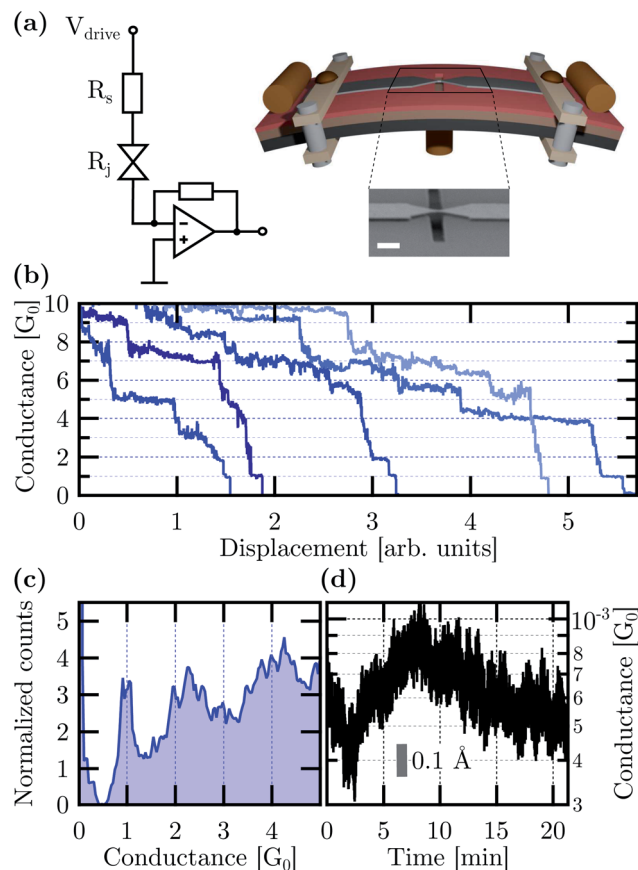 (a)
V_drive
R_s
R_j
−
+
(b)
Conductance [G_0]
10
8
6
4
2
0
0 1 2 3 4 5
Displacement [arb. units]
(c)
Normalized counts
5
4
3
2
1
0
0 1 2 3 4
Conductance [G_0]
(d)
10^-3
9
8
7
6
5
4
3
Conductance [G_0]
0.1 Å
0 5 10 15 20
Time [min]